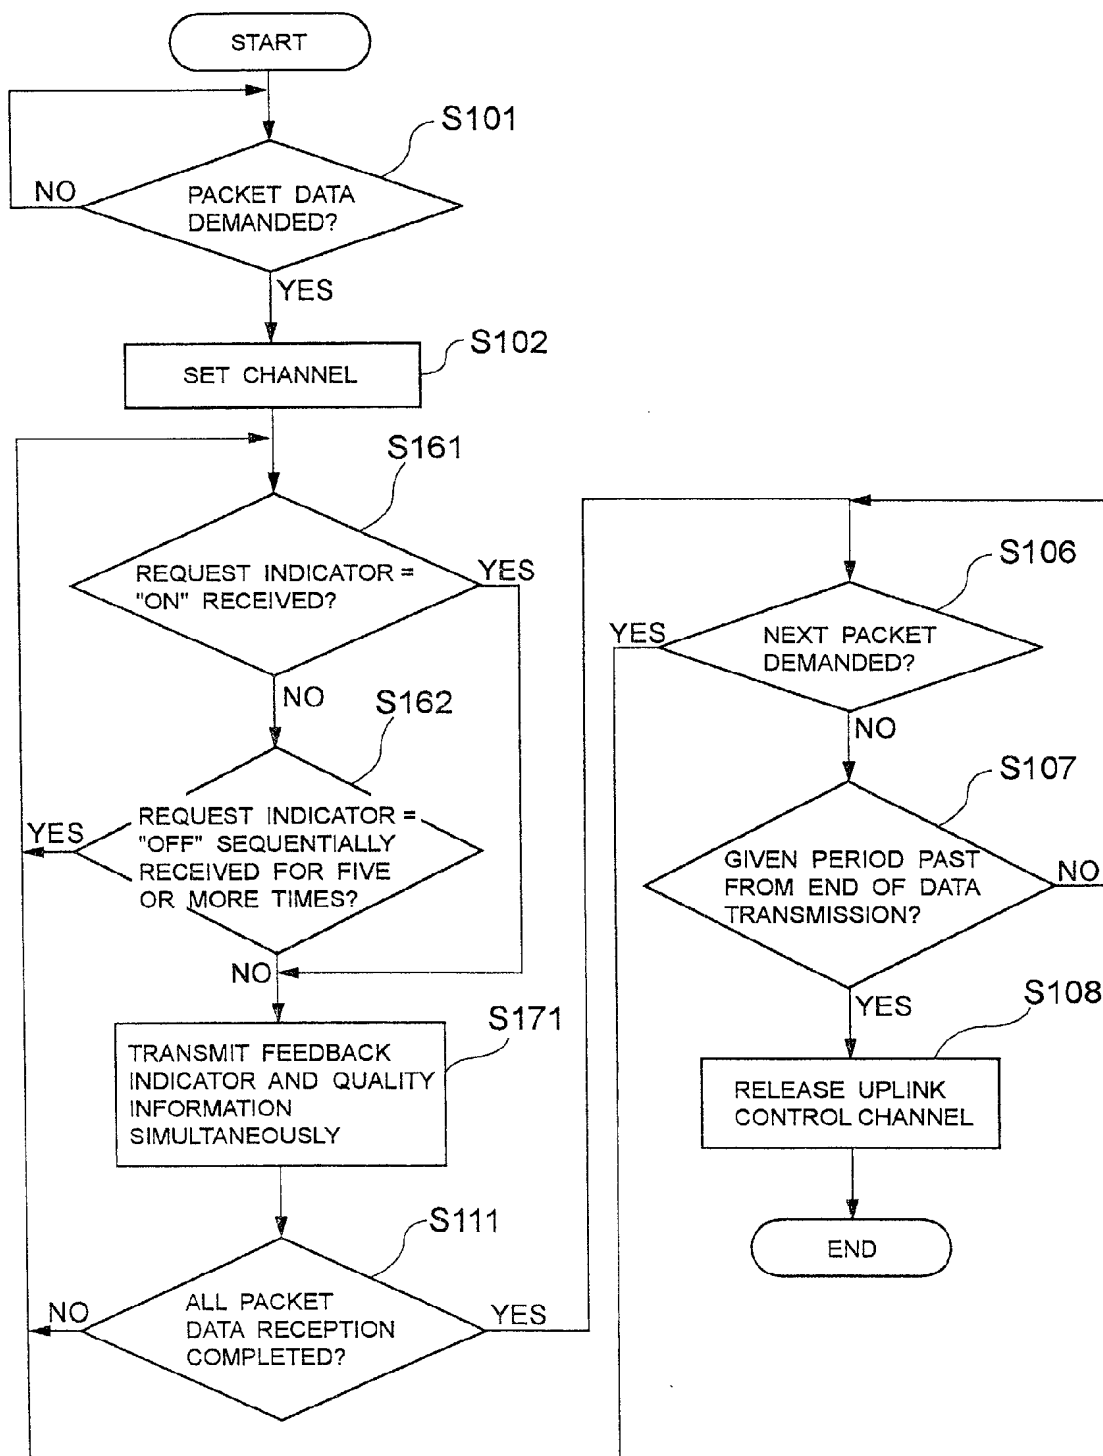 START
S101
NO
PACKET DATA
DEMANDED?
YES
S102
SET CHANNEL
S161
REQUEST INDICATOR =
"ON" RECEIVED?
YES
NO
S162
YES
REQUEST INDICATOR =
"OFF" SEQUENTIALLY
RECEIVED FOR FIVE
OR MORE TIMES?
NO
S171
TRANSMIT FEEDBACK
INDICATOR AND QUALITY
INFORMATION
SIMULTANEOUSLY
S111
NO
ALL PACKET
DATA RECEPTION
COMPLETED?
YES
S106
YES
NEXT PACKET
DEMANDED?
NO
S107
GIVEN PERIOD PAST
FROM END OF DATA
TRANSMISSION?
NO
YES
S108
RELEASE UPLINK
CONTROL CHANNEL
END